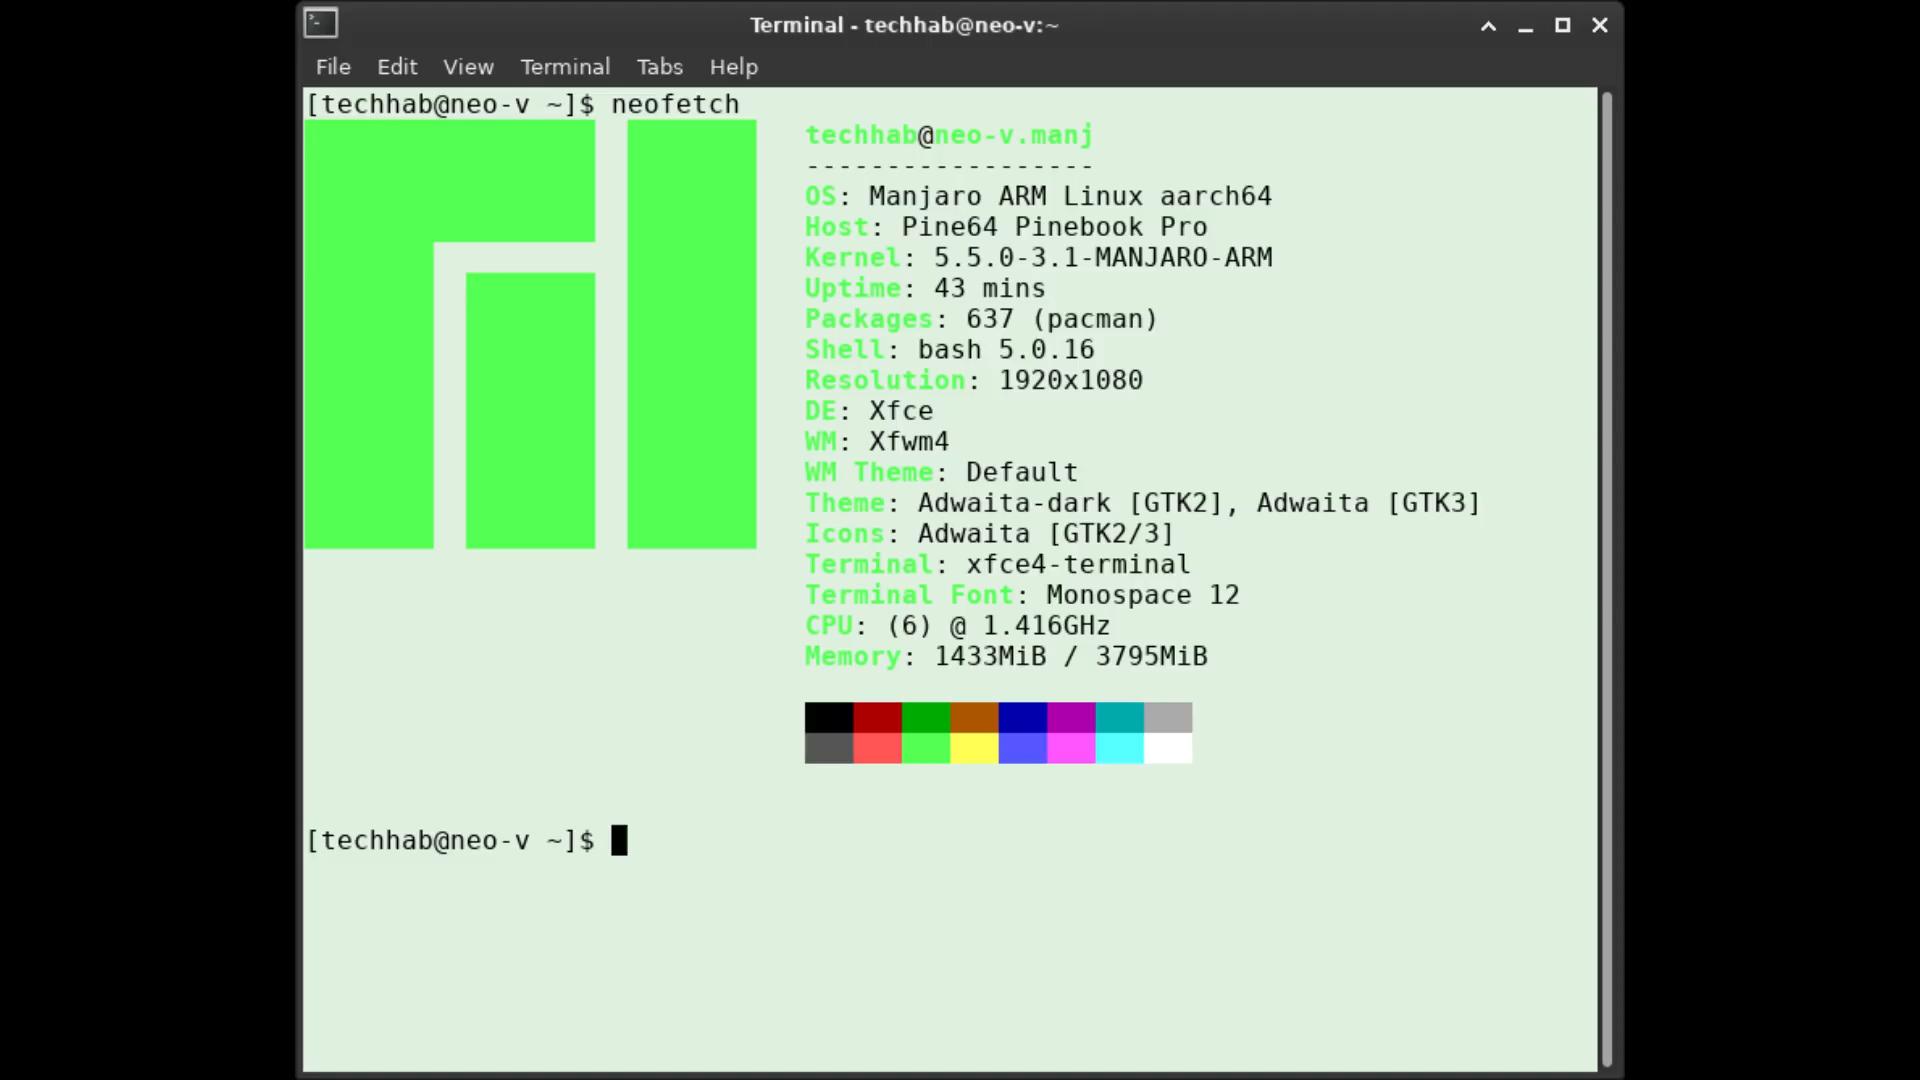 Terminal - techhab@neo-v:~
File Edit View Terminal Tabs Help
[techhab@neo-v ~]$ neofetch
techhab@neo-v.manj
------------------
OS: Manjaro ARM Linux aarch64
Host: Pine64 Pinebook Pro
Kernel: 5.5.0-3.1-MANJARO-ARM
Uptime: 43 mins
Packages: 637 (pacman)
Shell: bash 5.0.16
Resolution: 1920x1080
DE: Xfce
WM: Xfwm4
WM Theme: Default
Theme: Adwaita-dark [GTK2], Adwaita [GTK3]
Icons: Adwaita [GTK2/3]
Terminal: xfce4-terminal
Terminal Font: Monospace 12
CPU: (6) @ 1.416GHz
Memory: 1433MiB / 3795MiB
[techhab@neo-v ~]$